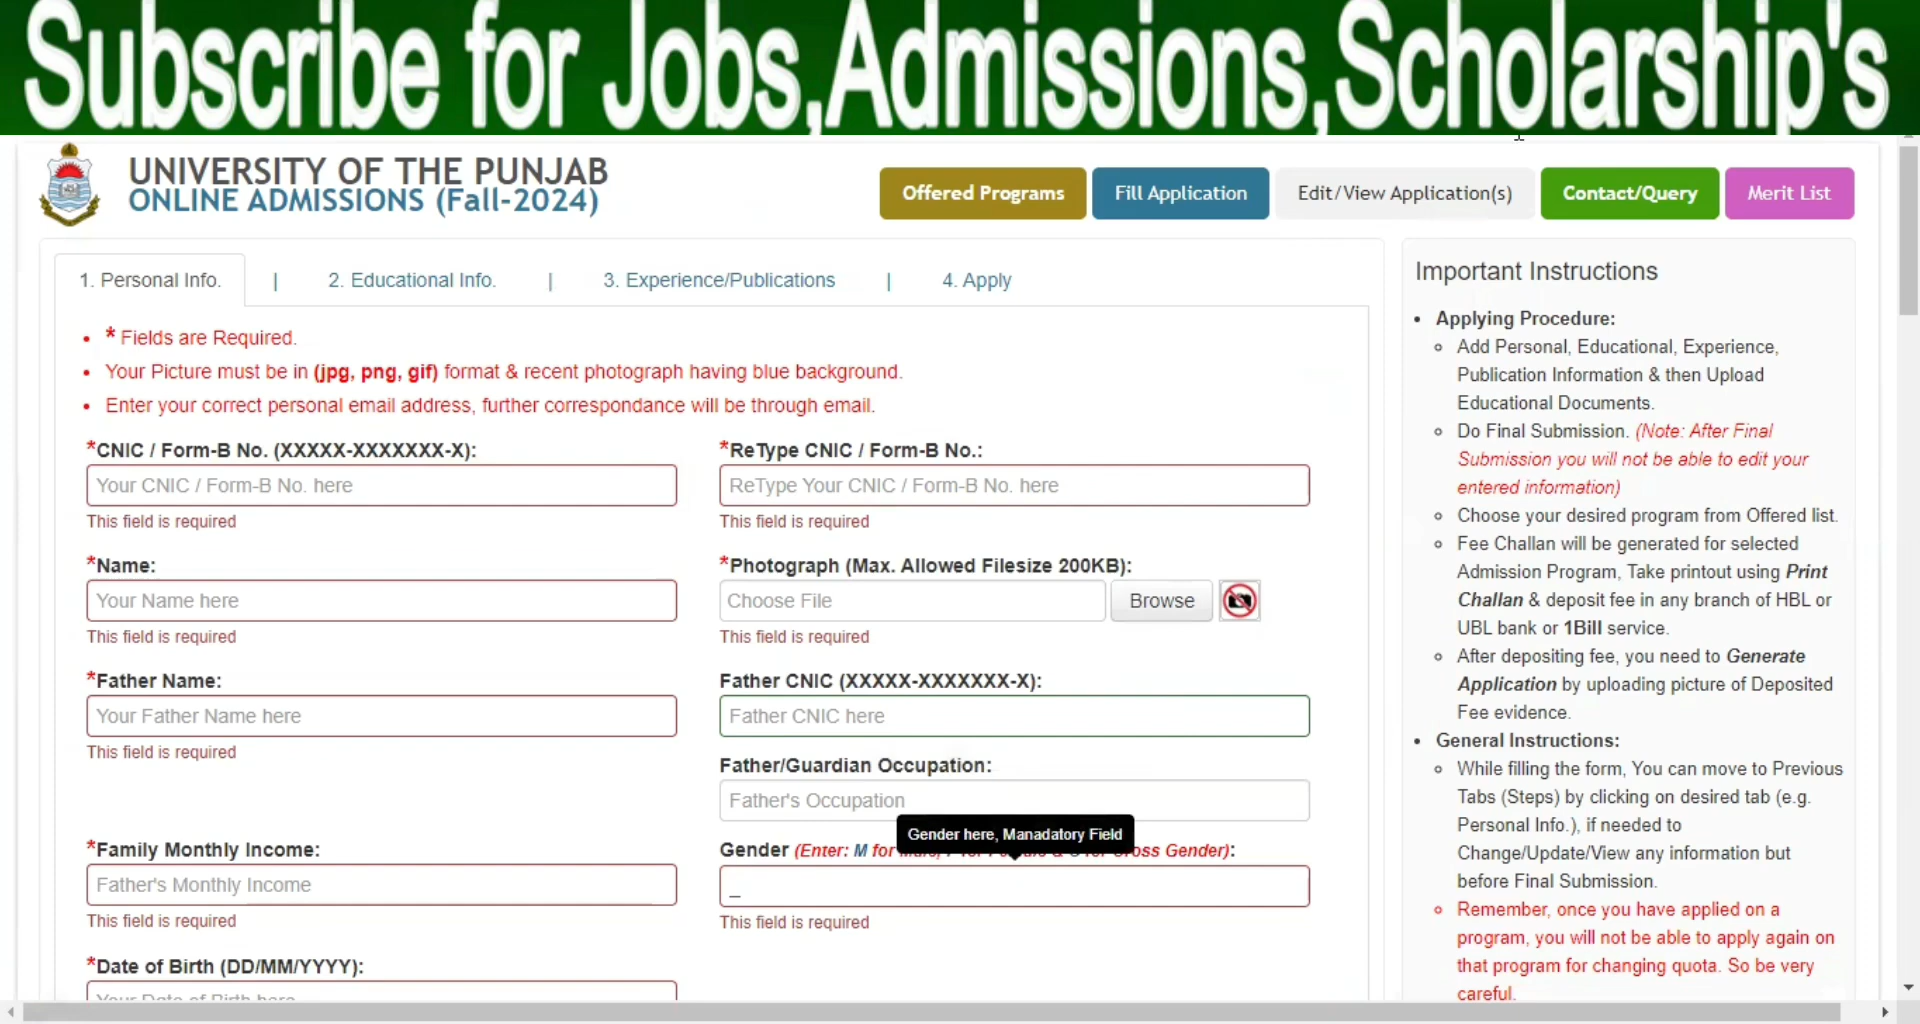 Subscribe for Jobs,Admissions,Scholarship's
UNIVERSITY OF THE PUNJAB
ONLINE ADMISSIONS (Fall-2024)
Offered Programs
Fill Application
Edit/View Application(s)
Contact/Query
Merit List
1. Personal Info. | 2. Educational Info. | 3. Experience/Publications | 4. Apply
* Fields are Required.
Your Picture must be in (jpg, png, gif) format & recent photograph having blue background.
Enter your correct personal email address, further correspondance will be through email.
*CNIC / Form-B No. (XXXXX-XXXXXXX-X):
Your CNIC / Form-B No. here
This field is required
*ReType CNIC / Form-B No.:
ReType Your CNIC / Form-B No. here
This field is required
*Name:
Your Name here
This field is required
*Photograph (Max. Allowed Filesize 200KB):
Choose File
Browse
This field is required
*Father Name:
Your Father Name here
This field is required
Father CNIC (XXXXX-XXXXXXX-X):
Father CNIC here
Father/Guardian Occupation:
Father's Occupation
Gender here, Manadatory Field
*Family Monthly Income:
Father's Monthly Income
This field is required
Gender (Enter: M for Gross Gender):
_
This field is required
*Date of Birth (DD/MM/YYYY):
Your Date of Birth here
Important Instructions
Applying Procedure:
Add Personal, Educational, Experience,
Publication Information & then Upload
Educational Documents.
Do Final Submission. (Note: After Final
Submission you will not be able to edit your
entered information)
Choose your desired program from Offered list.
Fee Challan will be generated for selected
Admission Program, Take printout using Print
Challan & deposit fee in any branch of HBL or
UBL bank or 1Bill service.
After depositing fee, you need to Generate
Application by uploading picture of Deposited
Fee evidence.
General Instructions:
While filling the form, You can move to Previous
Tabs (Steps) by clicking on desired tab (e.g.
Personal Info.), if needed to
Change/Update/View any information but
before Final Submission.
Remember, once you have applied on a
program, you will not be able to apply again on
that program for changing quota. So be very
careful.